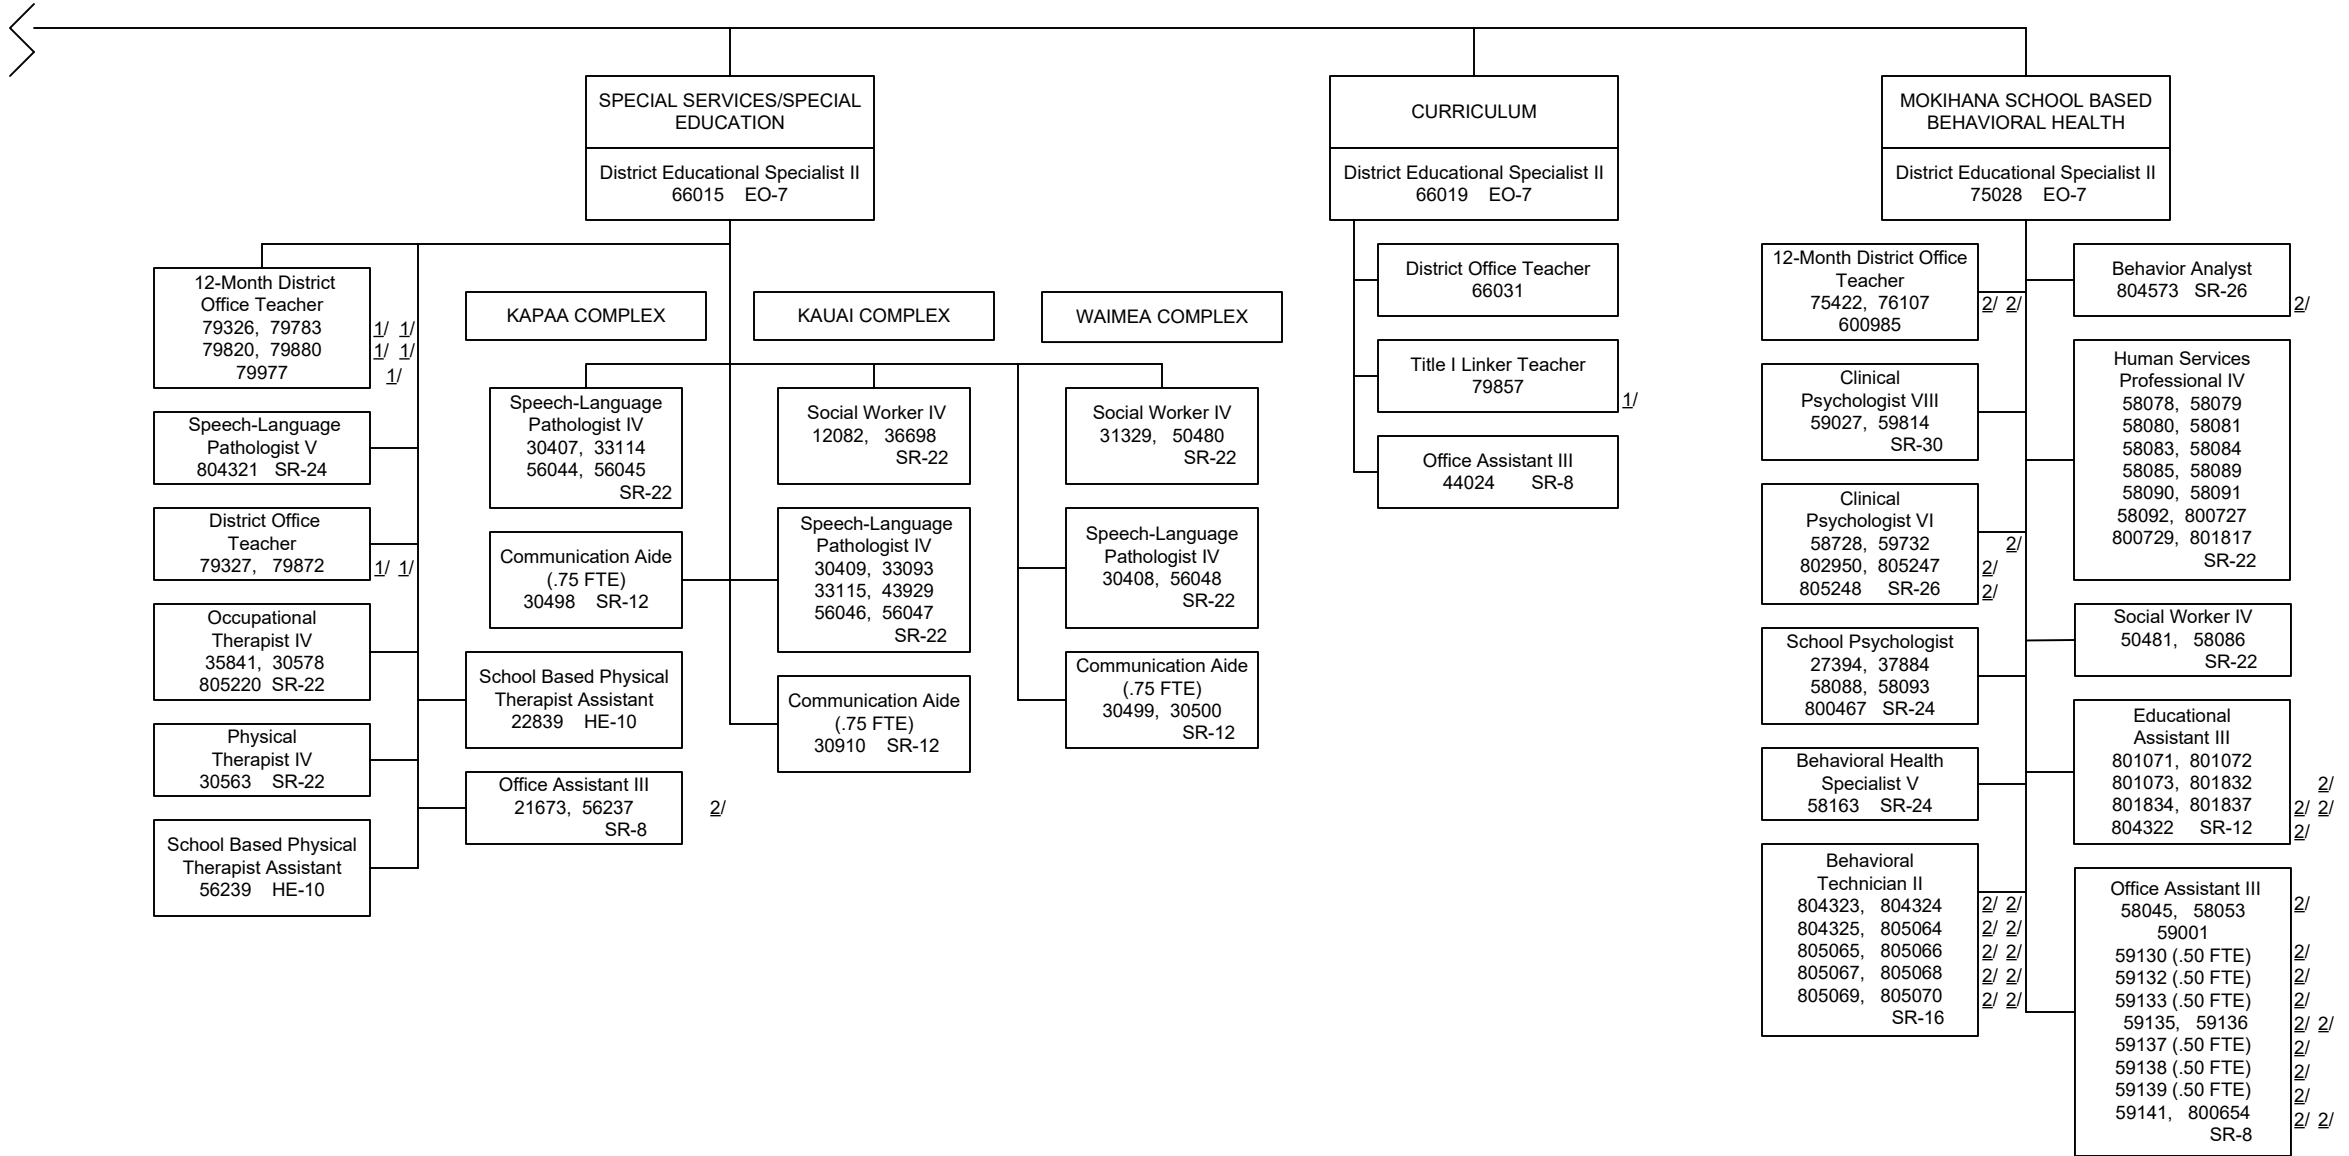 SPECIAL SERVICES/SPECIAL
EDUCATION
District Educational Specialist II
66015 EO-7
12-Month District
Office Teacher
79326, 79783 1/ 1/
79820, 79880 1/ 1/
79977 1/
Speech-Language
Pathologist V
804321 SR-24
District Office
Teacher
79327, 79872 1/ 1/
Occupational
Therapist IV
35841, 30578
805220 SR-22
Physical
Therapist IV
30563 SR-22
School Based Physical
Therapist Assistant
56239 HE-10
KAPAA COMPLEX
Speech-Language
Pathologist IV
30407, 33114
56044, 56045
SR-22
Communication Aide
(.75 FTE)
30498 SR-12
School Based Physical
Therapist Assistant
22839 HE-10
Office Assistant III
21673, 56237 2/
SR-8
KAUAI COMPLEX
Social Worker IV
12082, 36698
SR-22
Speech-Language
Pathologist IV
30409, 33093
33115, 43929
56046, 56047
SR-22
Communication Aide
(.75 FTE)
30910 SR-12
WAIMEA COMPLEX
Social Worker IV
31329, 50480
SR-22
Speech-Language
Pathologist IV
30408, 56048
SR-22
Communication Aide
(.75 FTE)
30499, 30500
SR-12
CURRICULUM
District Educational Specialist II
66019 EO-7
District Office Teacher
66031
Title I Linker Teacher
79857
1/
Office Assistant III
44024 SR-8
MOKIHANA SCHOOL BASED
BEHAVIORAL HEALTH
District Educational Specialist II
75028 EO-7
12-Month District Office
Teacher
75422, 76107 2/ 2/
600985
Clinical
Psychologist VIII
59027, 59814
SR-30
Clinical
Psychologist VI
58728, 59732 2/
802950, 805247 2/
805248 SR-26 2/
School Psychologist
27394, 37884
58088, 58093
800467 SR-24
Behavioral Health
Specialist V
58163 SR-24
Behavioral
Technician II
804323, 804324 2/ 2/
804325, 805064 2/ 2/
805065, 805066 2/ 2/
805067, 805068 2/ 2/
805069, 805070 2/ 2/
SR-16
Behavior Analyst
804573 SR-26
2/
Human Services
Professional IV
58078, 58079
58080, 58081
58083, 58084
58085, 58089
58090, 58091
58092, 800727
800729, 801817
SR-22
Social Worker IV
50481, 58086
SR-22
Educational
Assistant III
801071, 801072
801073, 801832 2/
801834, 801837 2/ 2/
804322 SR-12 2/
Office Assistant III
58045, 58053 2/
59001
59130 (.50 FTE) 2/
59132 (.50 FTE) 2/
59133 (.50 FTE) 2/
59135, 59136 2/ 2/
59137 (.50 FTE) 2/
59138 (.50 FTE) 2/
59139 (.50 FTE) 2/
59141, 800654 2/ 2/
SR-8